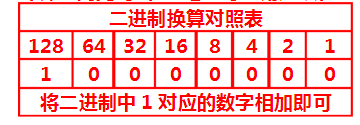 二进制换算对照表
128 64 32 16 8 4 2 1
1 0 0 0 0 0 0 0
将二进制中1对应的数字相加即可